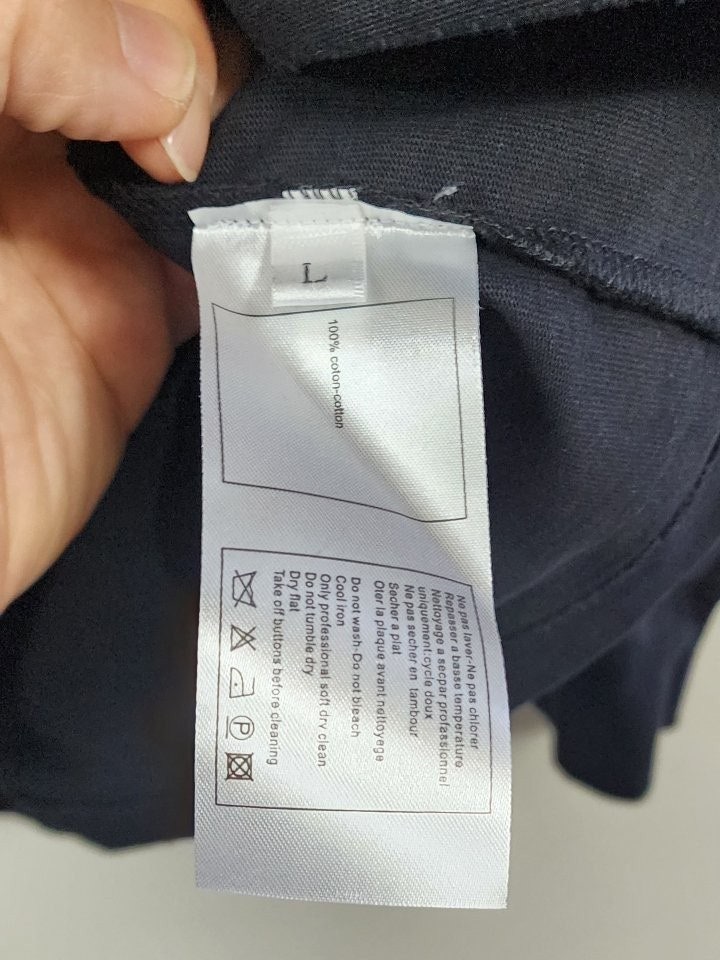 L
100% coton-cotton
Ne pas laver-Ne pas chlorer
Repasser a basse temperature
Nettoyage a secpar profassionnel
uniquement:cycle doux
Ne pas secher en tambour
Secher a plat
Oter la plaque avant nettoyege
Do not wash-Do not bleach
Cool iron
Only professional soft dry clean
Do not tumble dry
Dry flat
Take off buttons before cleaning
P